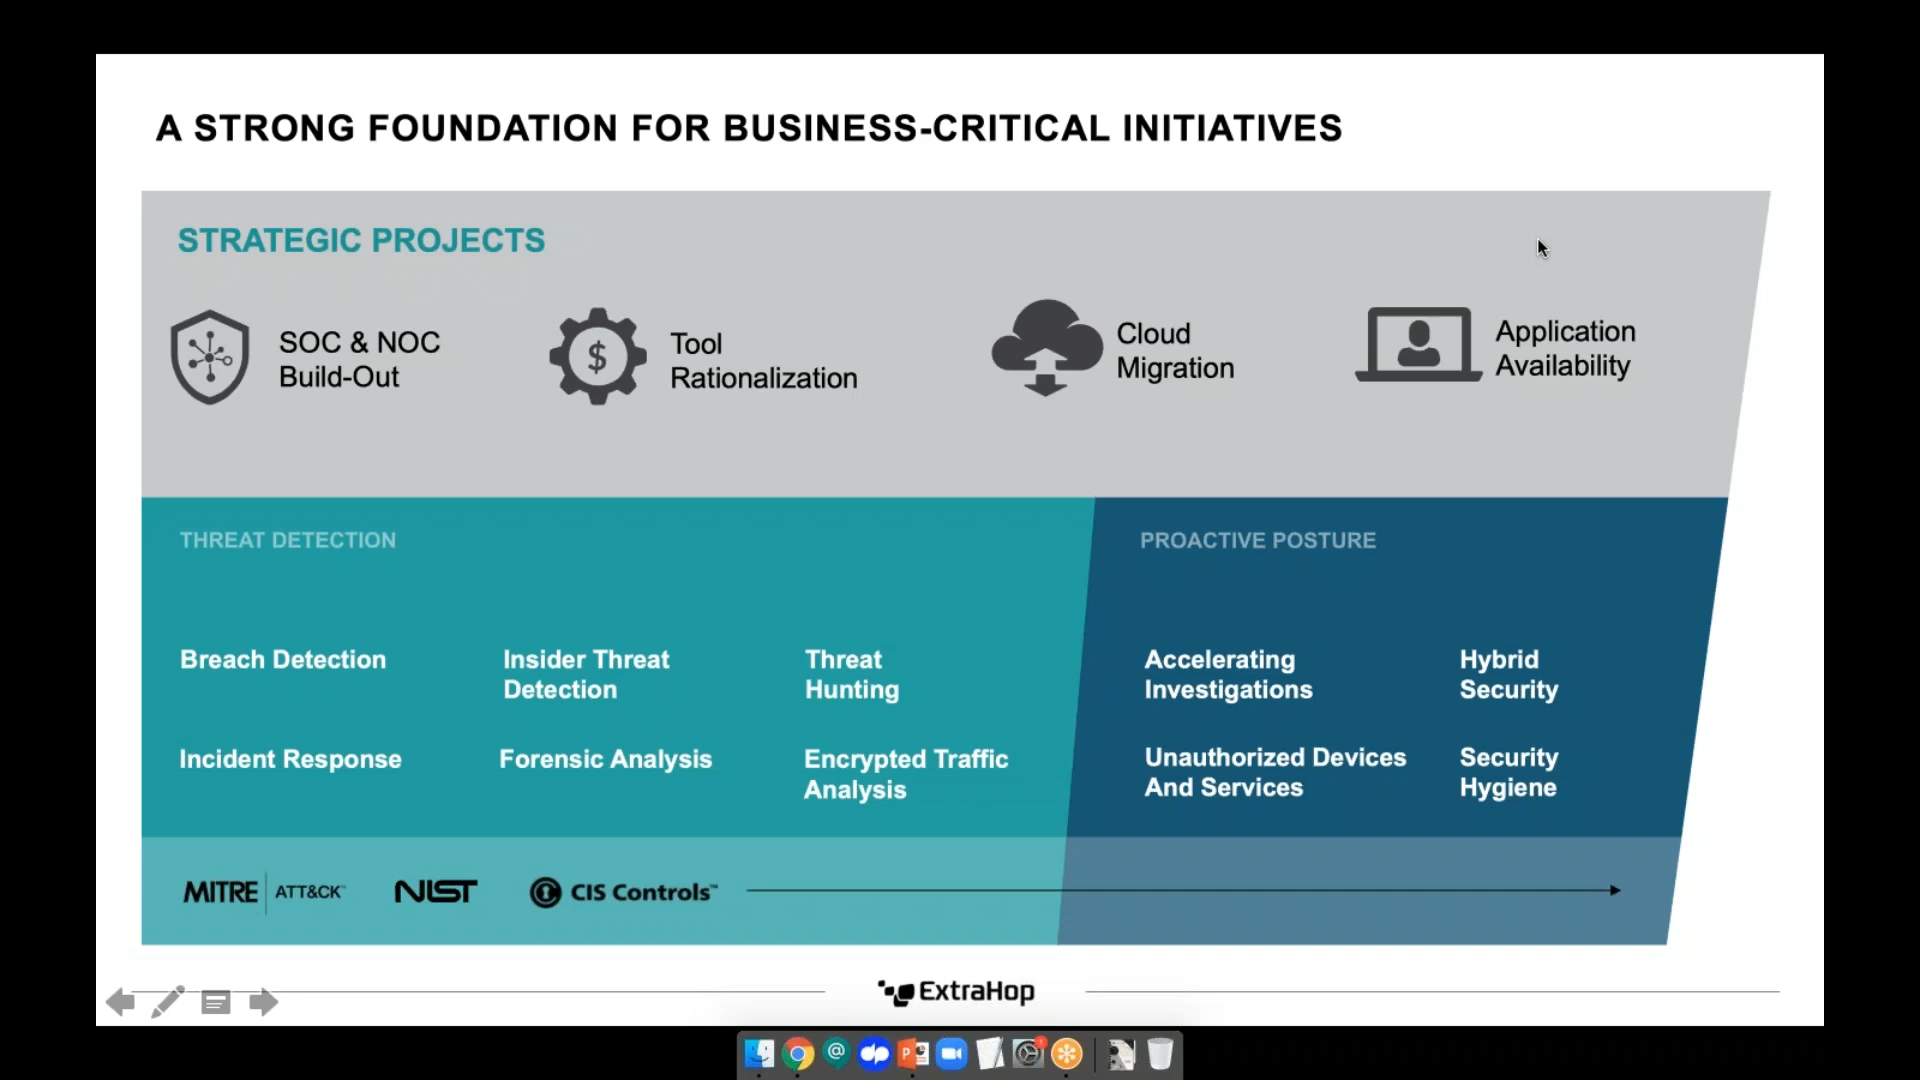 A STRONG FOUNDATION FOR BUSINESS-CRITICAL INITIATIVES
STRATEGIC PROJECTS
SOC & NOC
Build-Out
$
Tool
Rationalization
Cloud
Migration
Application
Availability
THREAT DETECTION
Breach Detection
Insider Threat
Detection
Threat
Hunting
Incident Response
Forensic Analysis
Encrypted Traffic
Analysis
PROACTIVE POSTURE
Accelerating
Investigations
Hybrid
Security
Unauthorized Devices
And Services
Security
Hygiene
MITRE | ATT&CK™
NIST
CIS Controls™
ExtraHop